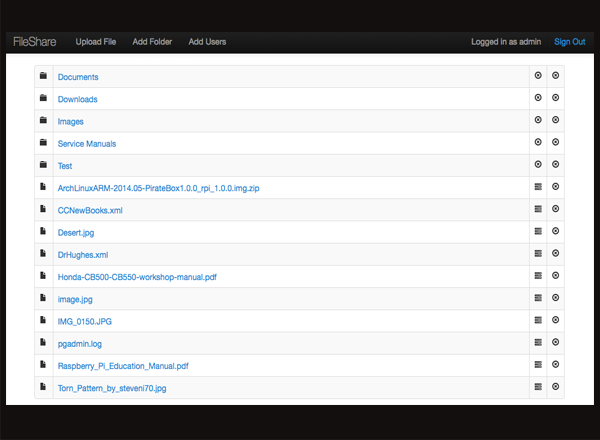 FileShare Upload File Add Folder Add Users Logged in as admin Sign Out
Documents
Downloads
Images
Service Manuals
Test
ArchLinuxARM-2014.05-PirateBox1.0.0_rpi_1.0.0.img.zip
CCNewBooks.xml
Desert.jpg
DrHughes.xml
Honda-CB500-CB550-workshop-manual.pdf
image.jpg
IMG_0150.JPG
pgadmin.log
Raspberry_Pi_Education_Manual.pdf
Torn_Pattern_by_steveni70.jpg